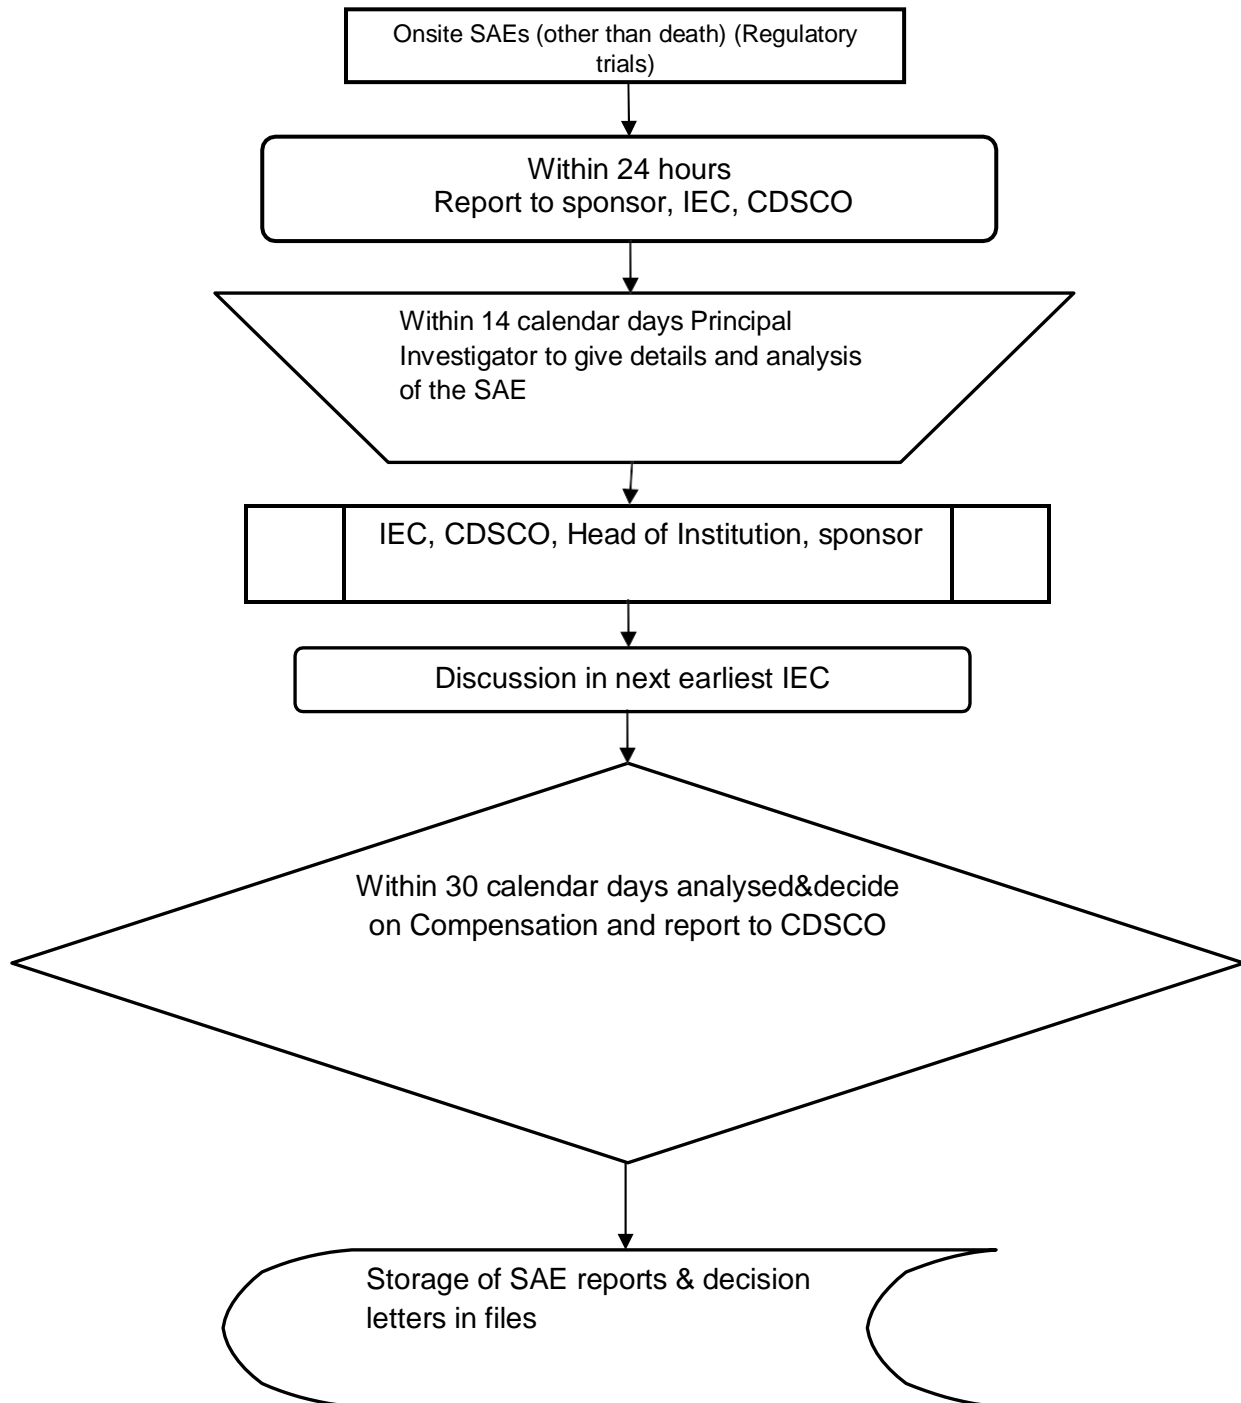 Onsite SAEs (other than death) (Regulatory
trials)
Within 24 hours
Report to sponsor, IEC, CDSCO
Within 14 calendar days Principal
Investigator to give details and analysis
of the SAE
IEC, CDSCO, Head of Institution, sponsor
Discussion in next earliest IEC
Within 30 calendar days analysed&decide
on Compensation and report to CDSCO
Storage of SAE reports & decision
letters in files